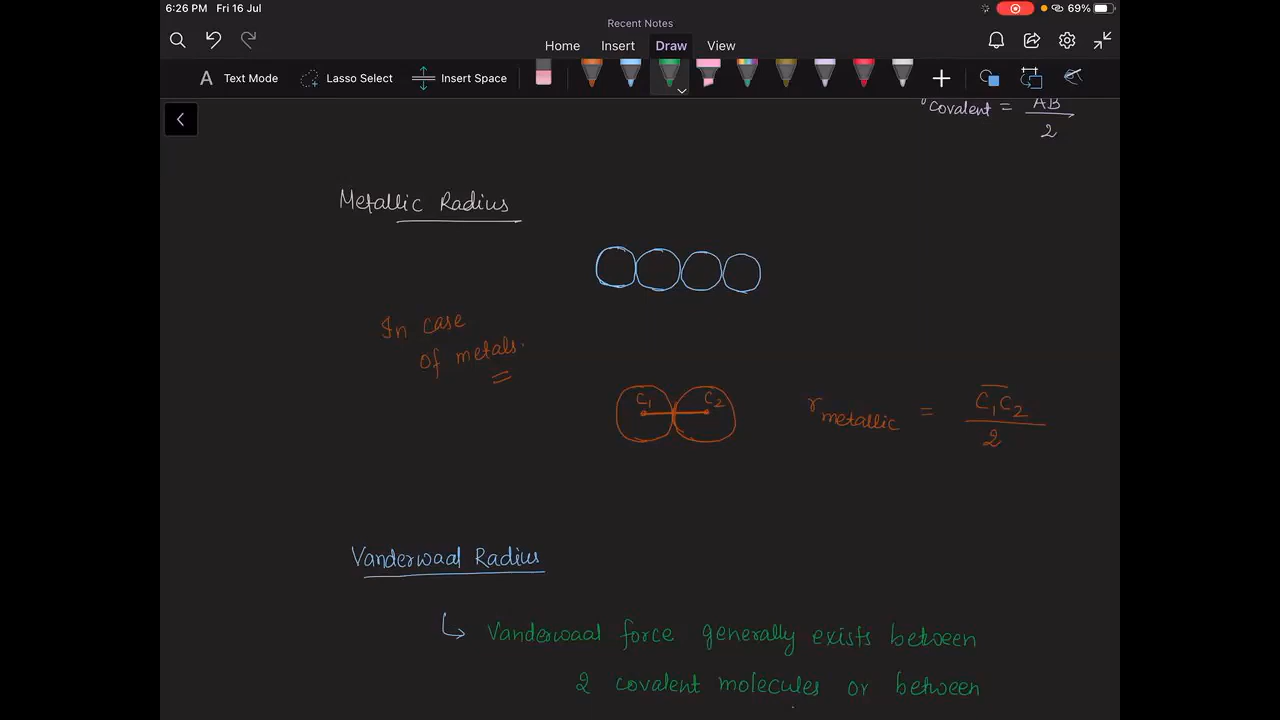 6:26 PM Fri 16 Jul
69%
Recent Notes
Home Insert Draw View
A Text Mode Lasso Select Insert Space
covalent = AB
2
Metallic Radius
In case
of metals.
C1 C2
r metallic = C1C2
2
Vanderwaal Radius
↳ Vanderwaal force generally exists between
2 covalent molecules or between